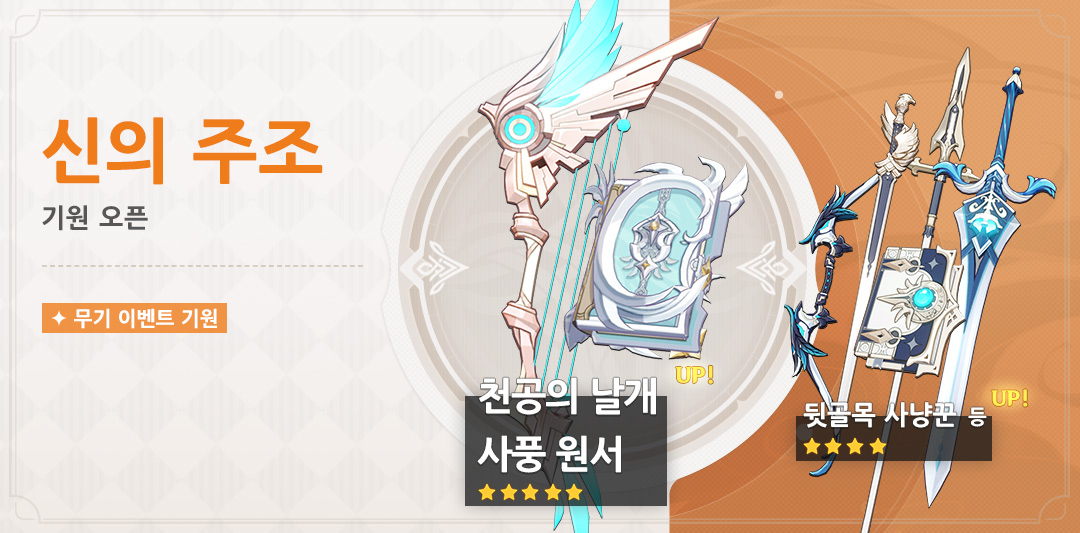 신의 주조
기원 오픈
✦ 무기 이벤트 기원
UP!
천공의 날개
사풍 원서
UP!
뒷골목 사냥꾼 등